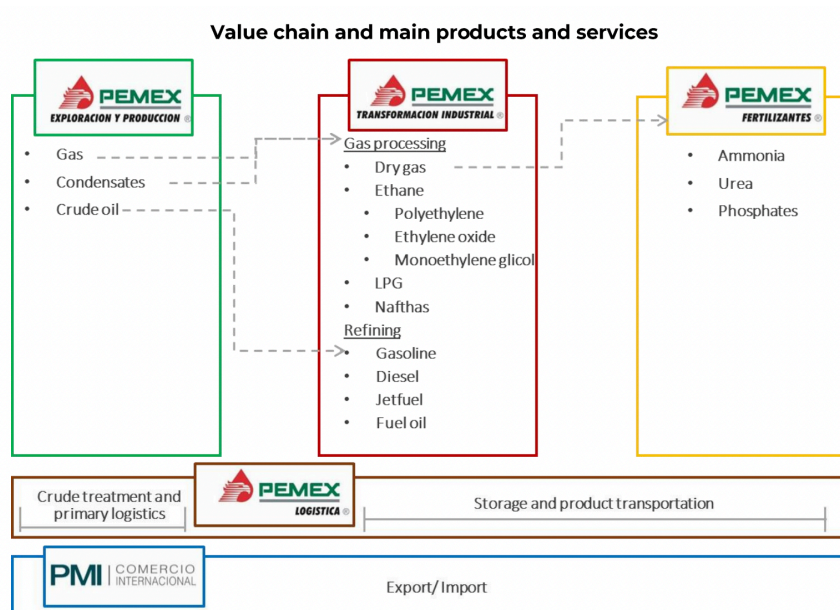 Value chain and main products and services
PEMEX
EXPLORACION Y PRODUCCION ®
• Gas
• Condensates
• Crude oil
PEMEX
TRANSFORMACION INDUSTRIAL ®
Gas processing
• Dry gas
• Ethane
• Polyethylene
• Ethylene oxide
• Monoethylene glicol
• LPG
• Nafthas
Refining
• Gasoline
• Diesel
• Jetfuel
• Fuel oil
PEMEX
FERTILIZANTES ®
• Ammonia
• Urea
• Phosphates
Crude treatment and
primary logistics
PEMEX
LOGISTICA ®
Storage and product transportation
PMI COMERCIO
INTERNACIONAL
Export/ Import